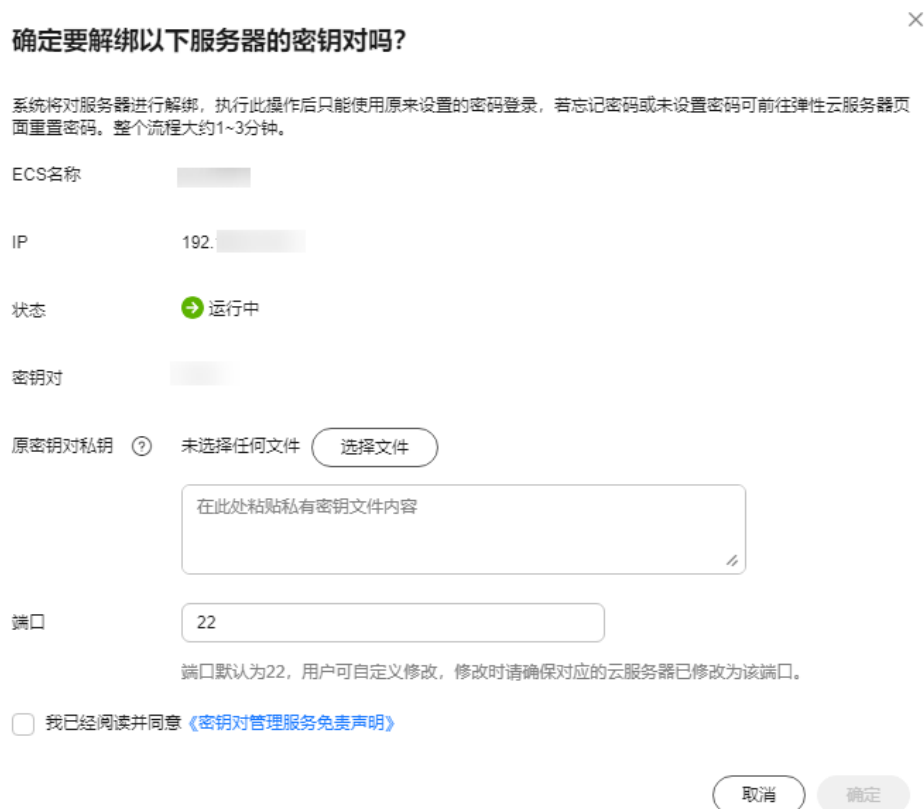 确定要解绑以下服务器的密钥对吗？
系统将对服务器进行解绑，执行此操作后只能使用原来设置的密码登录，若忘记密码或未设置密码可前往弹性云服务器页
面重置密码。整个流程大约1~3分钟。
ECS名称
IP 192.
状态 运行中
密钥对
原密钥对私钥 ? 未选择任何文件 选择文件
在此处粘贴私有密钥文件内容
端口 22
端口默认为22，用户可自定义修改，修改时请确保对应的云服务器已修改为该端口。
我已经阅读并同意《密钥对管理服务免责声明》
取消 确定